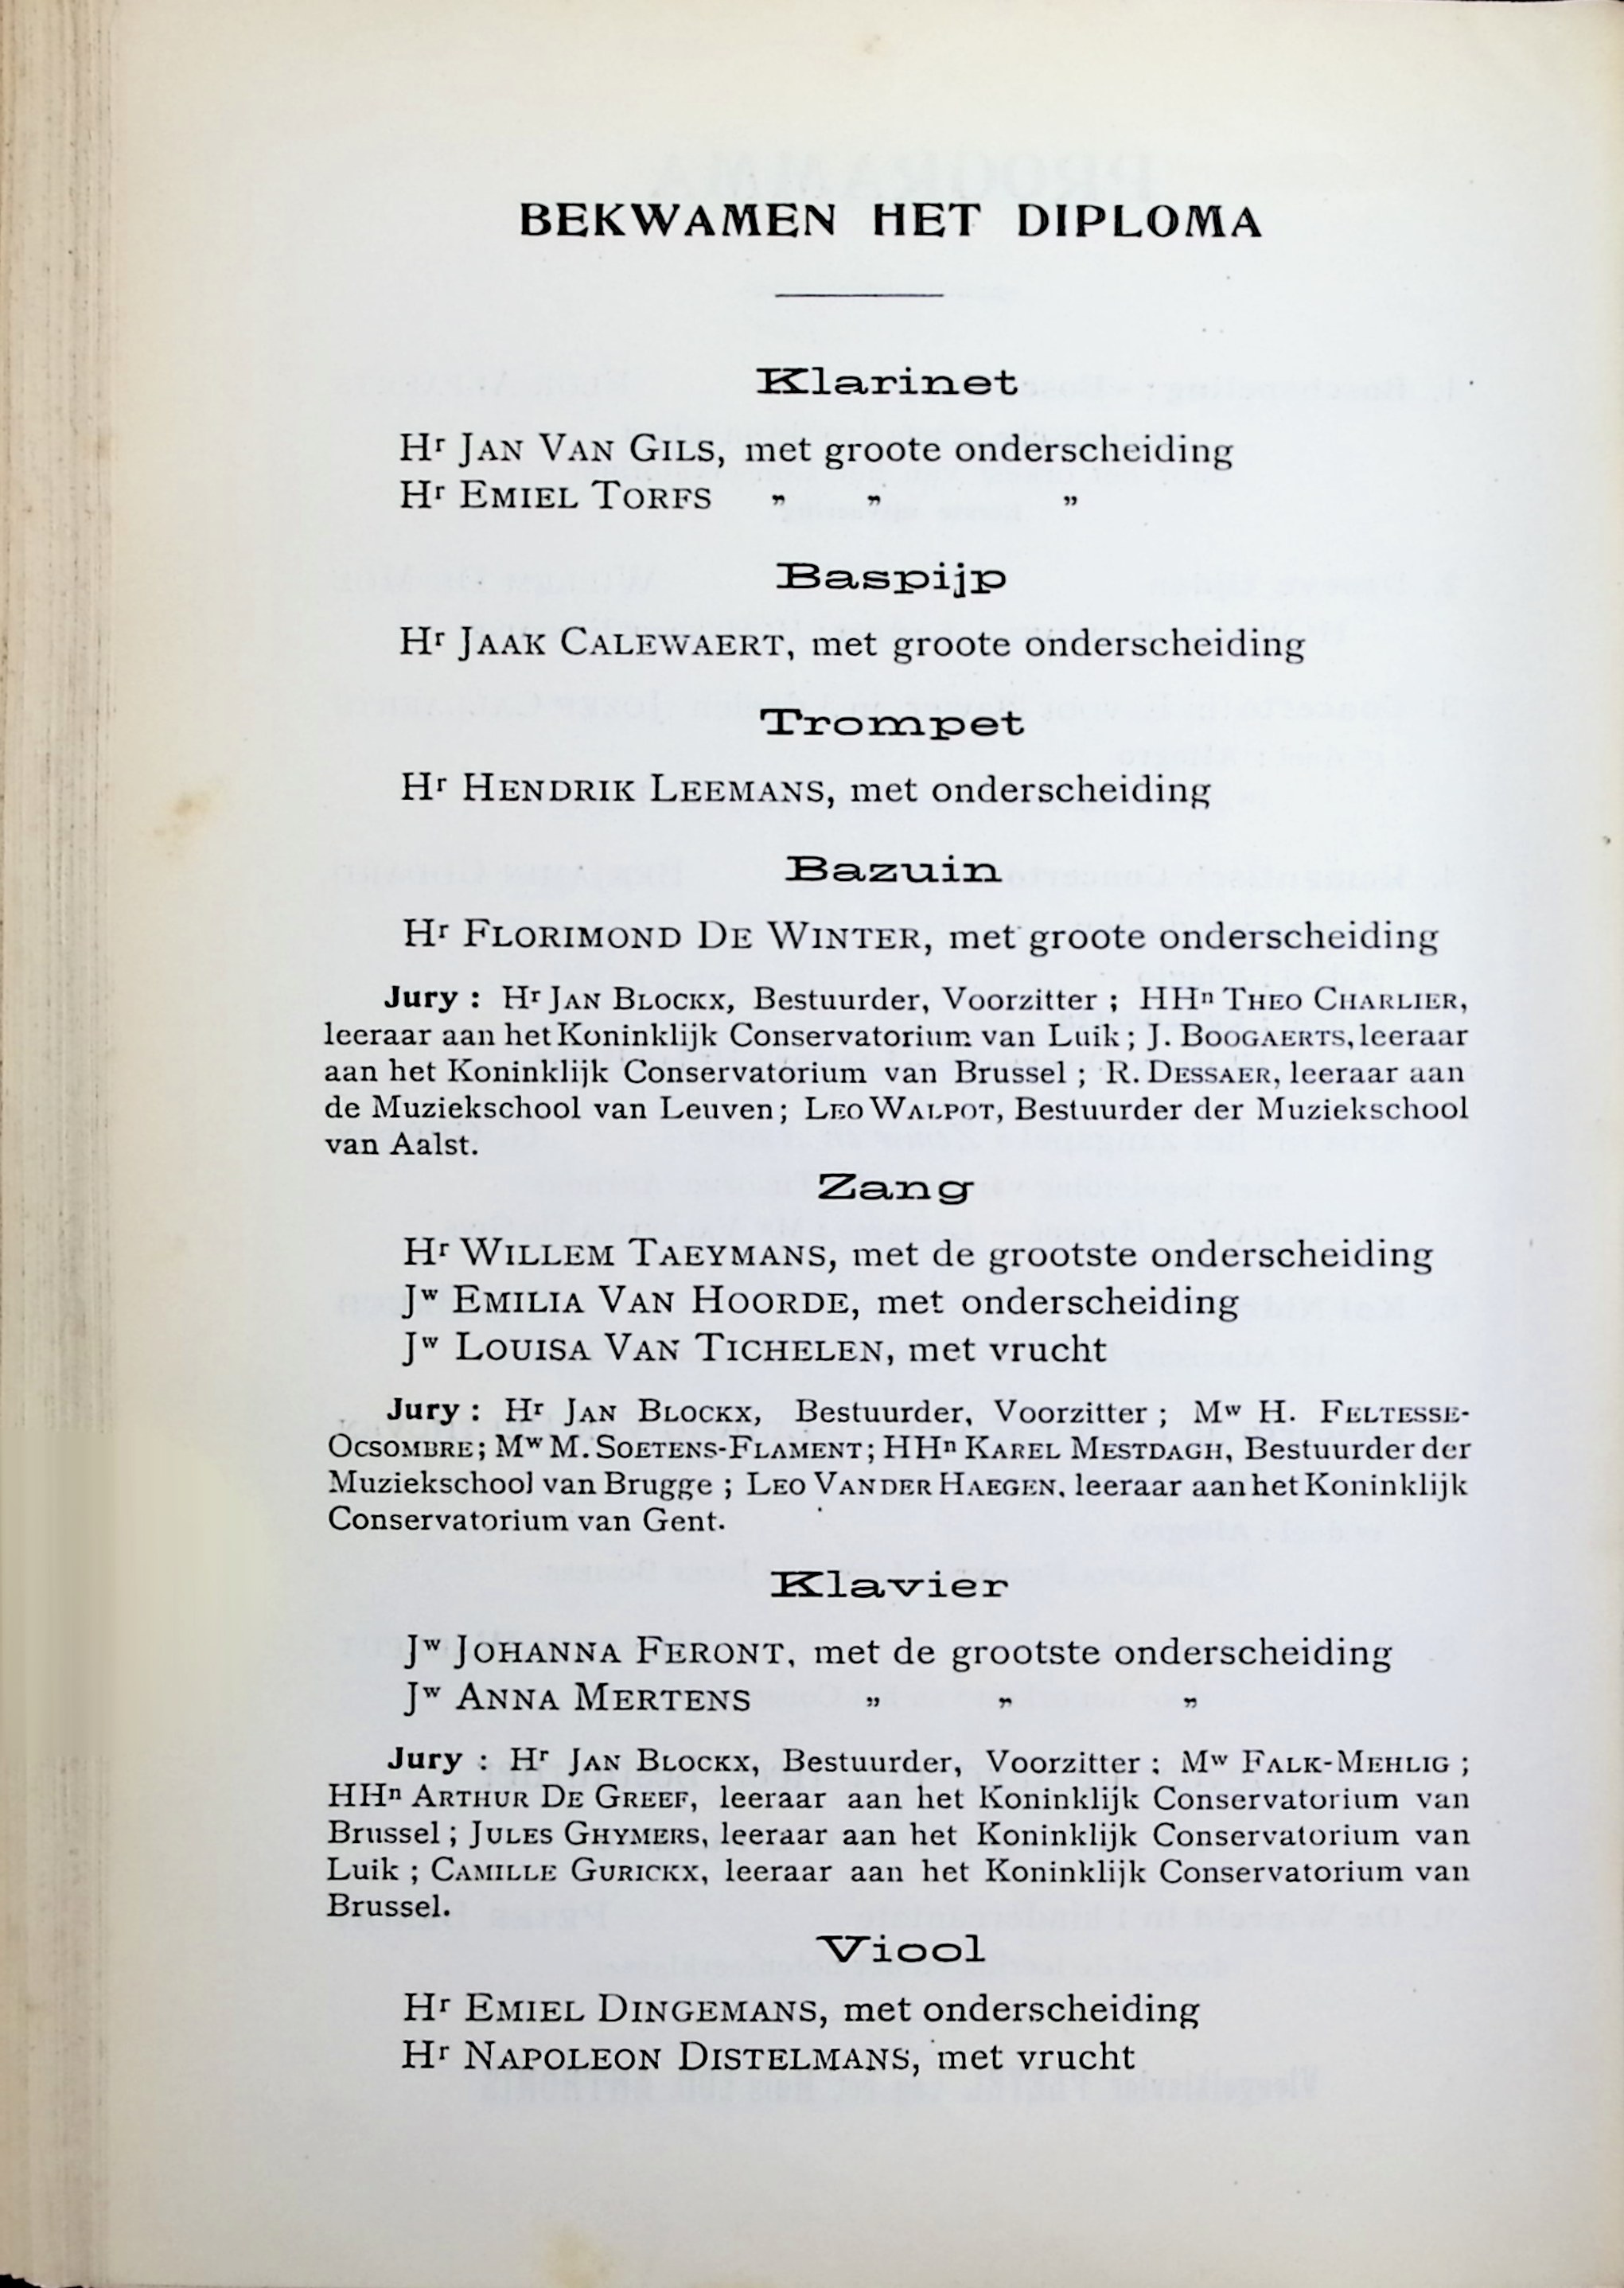 BEKWAMEN HET DIPLOMA
Klarinet
Hr JAN VAN GILS, met groote onderscheiding
Hr EMIEL TORFS „ „ „
Baspijp
Hr JAAK CALEWAERT, met groote onderscheiding
Trompet
Hr HENDRIK LEEMANS, met onderscheiding
Bazuin
Hr FLORIMOND DE WINTER, met groote onderscheiding
Jury : Hr JAN BLOCKX, Bestuurder, Voorzitter ; HHn THEO CHARLIER,
leeraar aan het Koninklijk Conservatorium van Luik ; J. BOOGAERTS, leeraar
aan het Koninklijk Conservatorium van Brussel ; R. DESSAER, leeraar aan
de Muziekschool van Leuven ; LEO WALPOT, Bestuurder der Muziekschool
van Aalst.
Zang
Hr WILLEM TAEYMANS, met de grootste onderscheiding
Jw EMILIA VAN HOORDE, met onderscheiding
Jw LOUISA VAN TICHELEN, met vrucht
Jury : Hr JAN BLOCKX, Bestuurder, Voorzitter ; Mw H. FELTESSE-
OCSOMBRE ; Mw M. SOETENS-FLAMENT ; HHn KAREL MESTDAGH, Bestuurder der
Muziekschool van Brugge ; LEO VANDER HAEGEN, leeraar aan het Koninklijk
Conservatorium van Gent.
Klavier
Jw JOHANNA FERONT, met de grootste onderscheiding
Jw ANNA MERTENS „ „ „
Jury : Hr JAN BLOCKX, Bestuurder, Voorzitter ; Mw FALK-MEHLIG ;
HHn ARTHUR DE GREEF, leeraar aan het Koninklijk Conservatorium van
Brussel ; JULES GHYMERS, leeraar aan het Koninklijk Conservatorium van
Luik ; CAMILLE GURICKX, leeraar aan het Koninklijk Conservatorium van
Brussel.
Viool
Hr EMIEL DINGEMANS, met onderscheiding
Hr NAPOLEON DISTELMANS, met vrucht